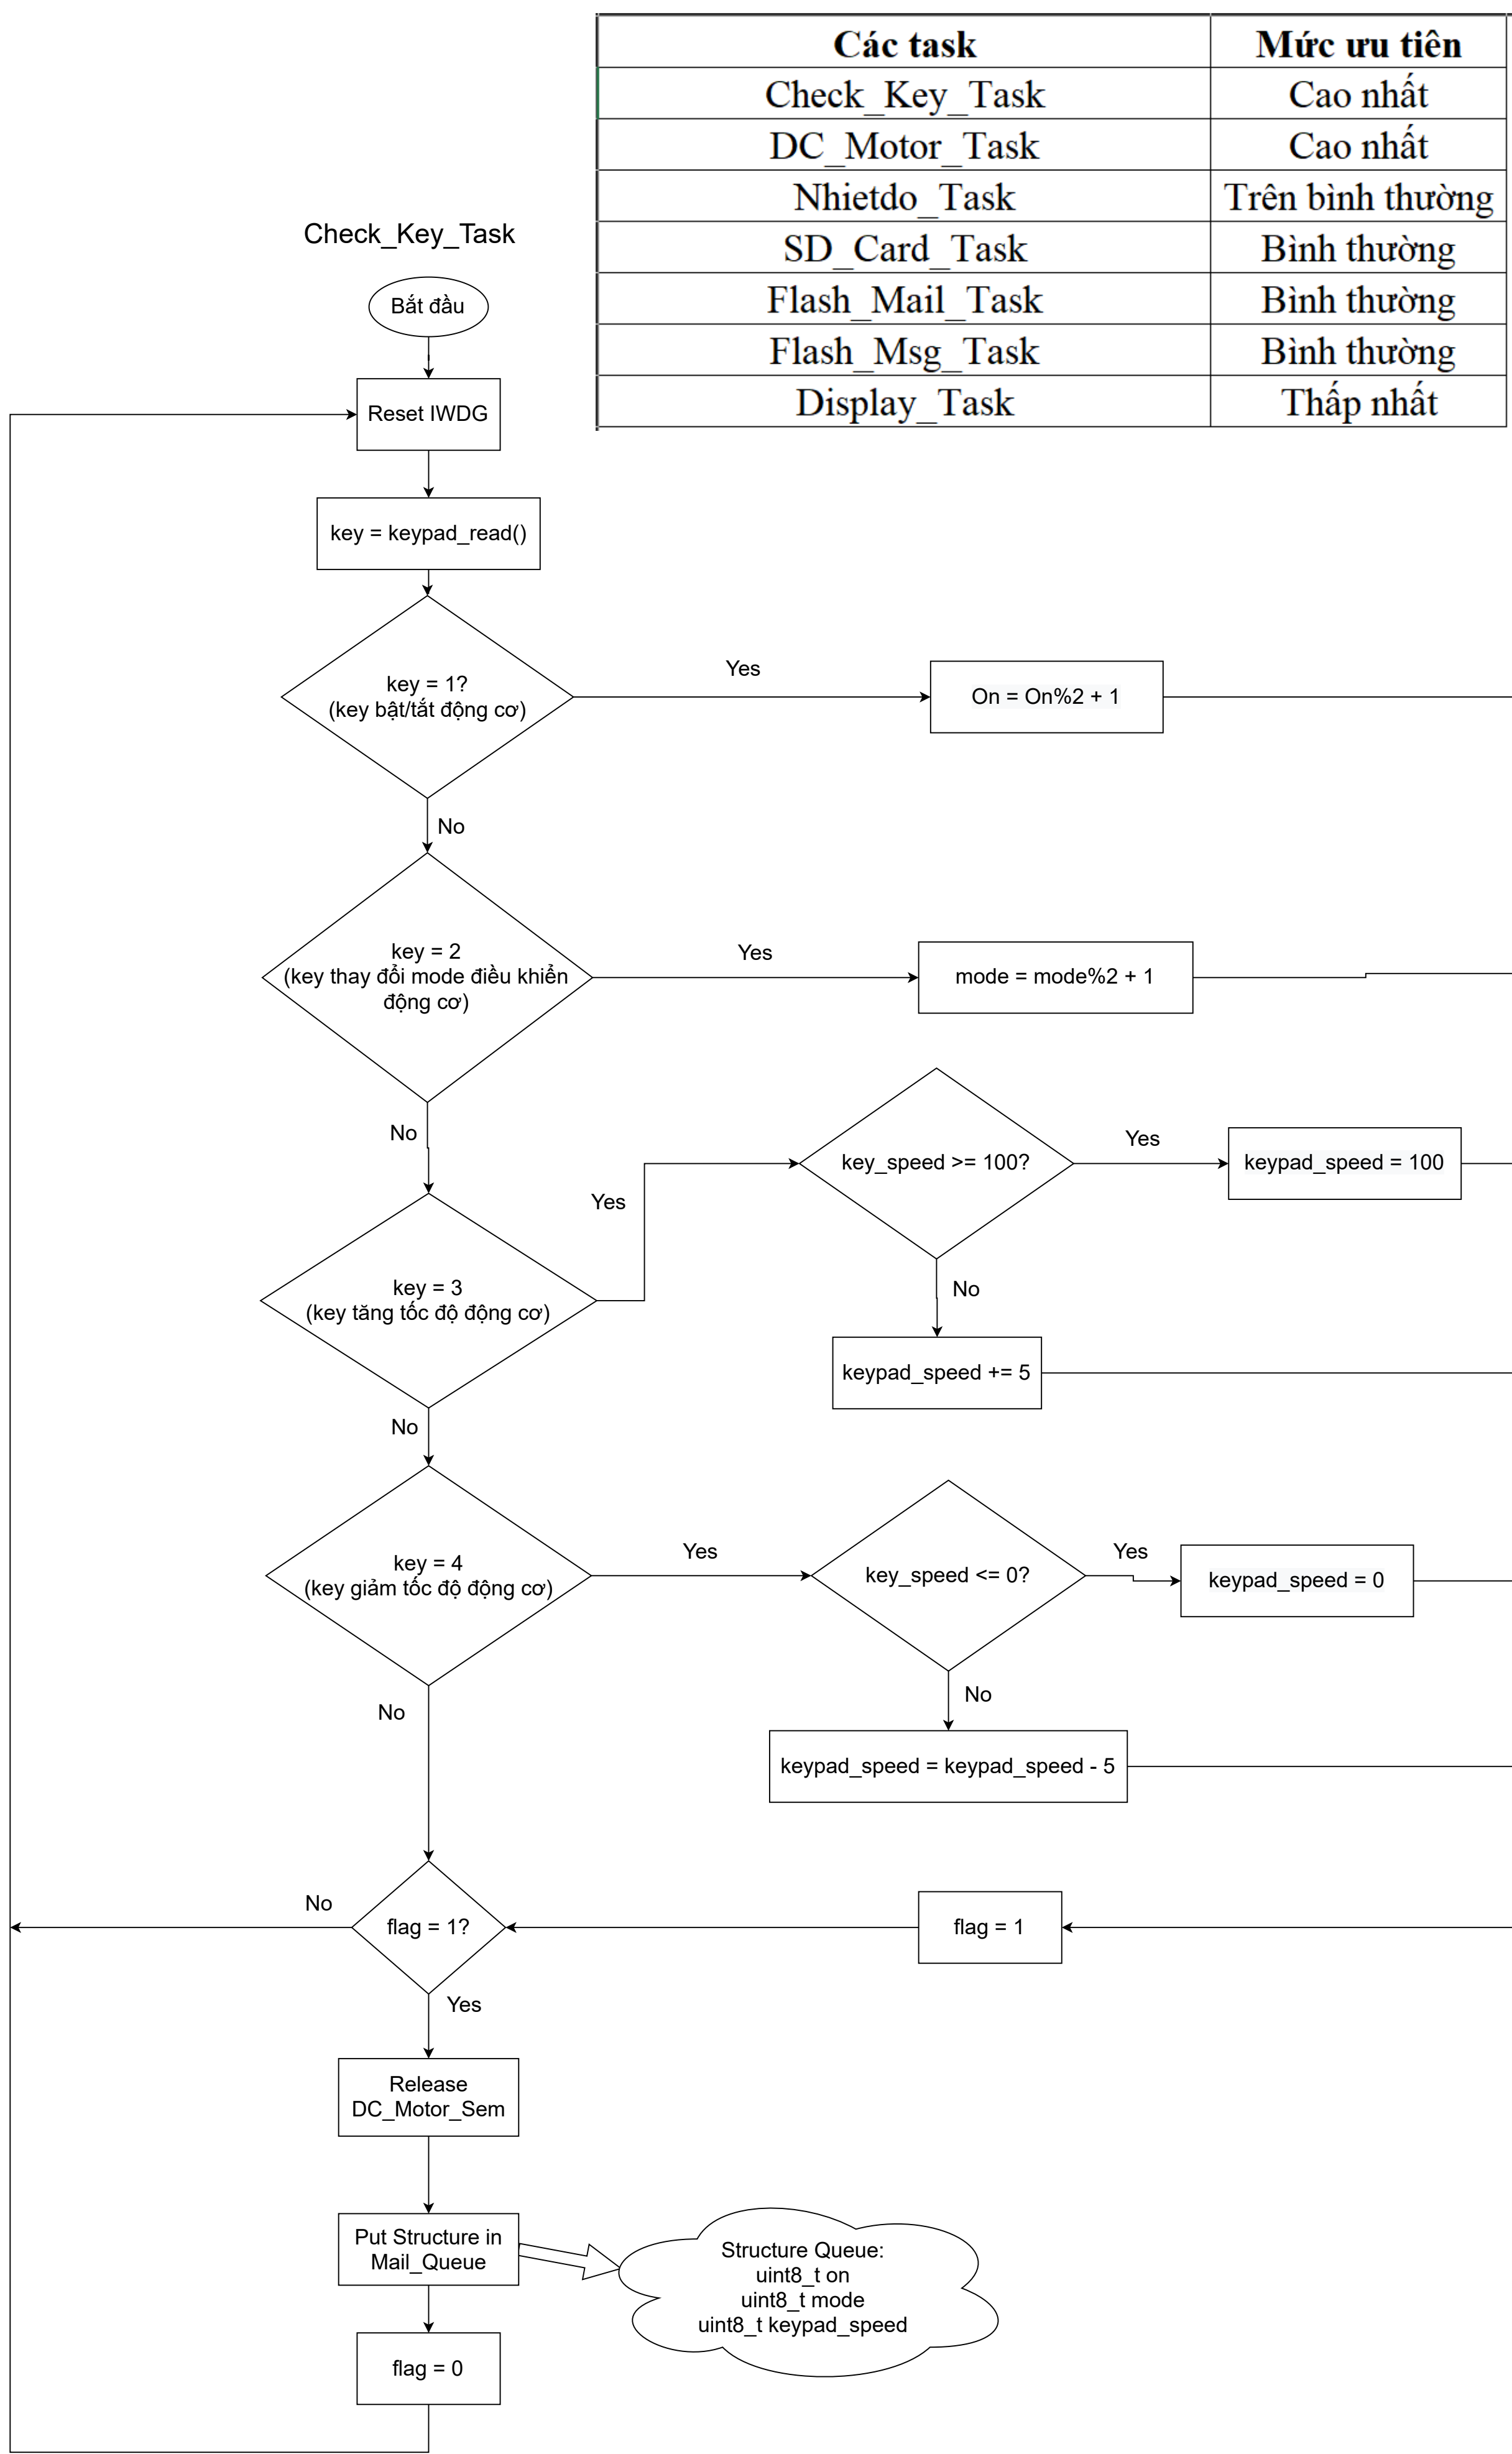 Các task Mức ưu tiên
Check_Key_Task Cao nhất
DC_Motor_Task Cao nhất
Nhietdo_Task Trên bình thường
SD_Card_Task Bình thường
Flash_Mail_Task Bình thường
Flash_Msg_Task Bình thường
Display_Task Thấp nhất
Check_Key_Task
Bắt đầu
Reset IWDG
key = keypad_read()
key = 1?
(key bật/tắt động cơ)
Yes
On = On%2 + 1
No
key = 2
(key thay đổi mode điều khiển
động cơ)
Yes
mode = mode%2 + 1
No
key = 3
(key tăng tốc độ động cơ)
Yes
key_speed >= 100?
Yes
keypad_speed = 100
No
keypad_speed += 5
No
key = 4
(key giảm tốc độ động cơ)
Yes
key_speed <= 0?
Yes
keypad_speed = 0
No
keypad_speed = keypad_speed - 5
No
flag = 1?
No
flag = 1
Yes
Release
DC_Motor_Sem
Put Structure in
Mail_Queue
Structure Queue:
uint8_t on
uint8_t mode
uint8_t keypad_speed
flag = 0